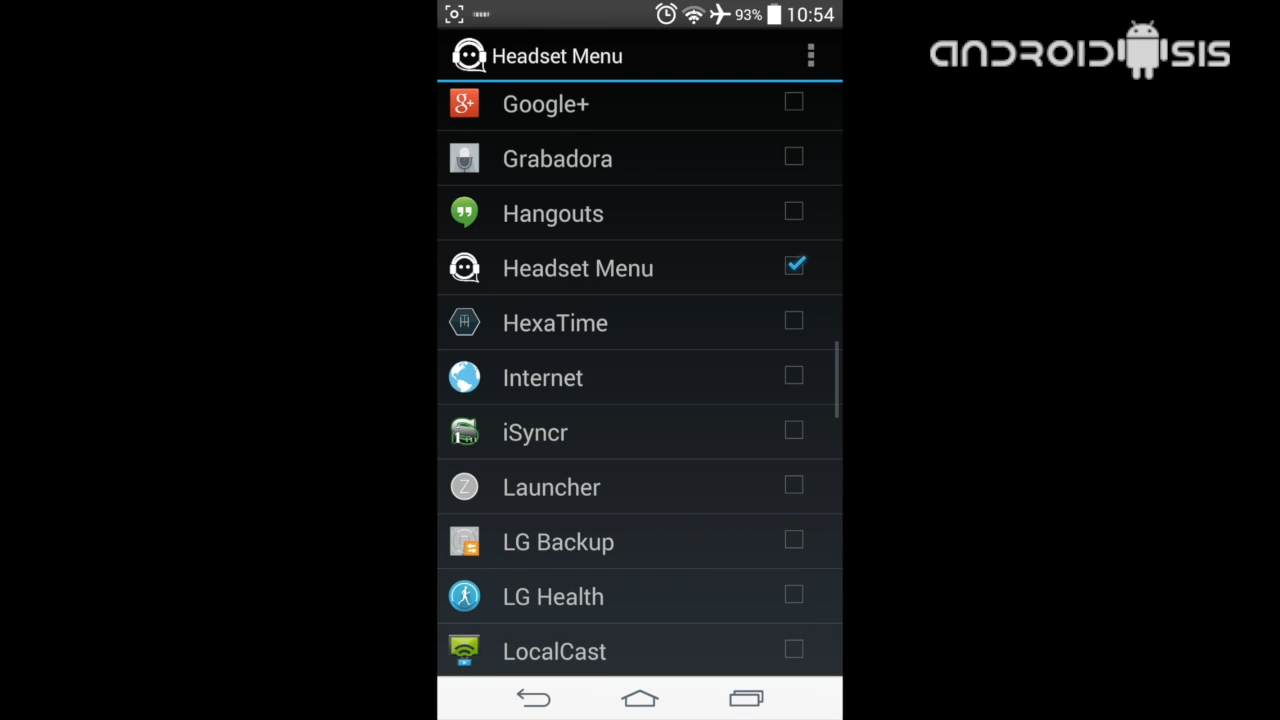 93% 10:54
Headset Menu
ANDROIDSIS
Google+
Grabadora
Hangouts
Headset Menu
HexaTime
Internet
iSyncr
Launcher
LG Backup
LG Health
LocalCast